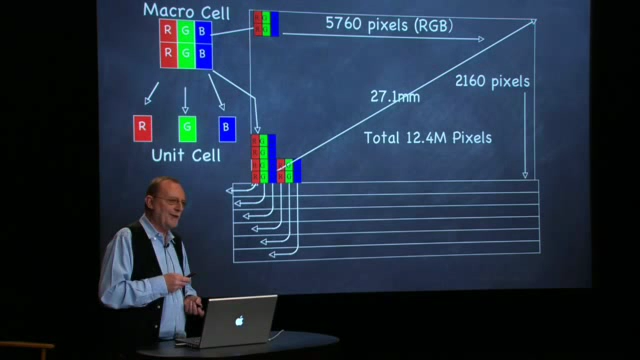 Macro Cell
R G B
R G B
5760 pixels (RGB)
2160 pixels
27.1mm
R
G
B
Unit Cell
Total 12.4M Pixels